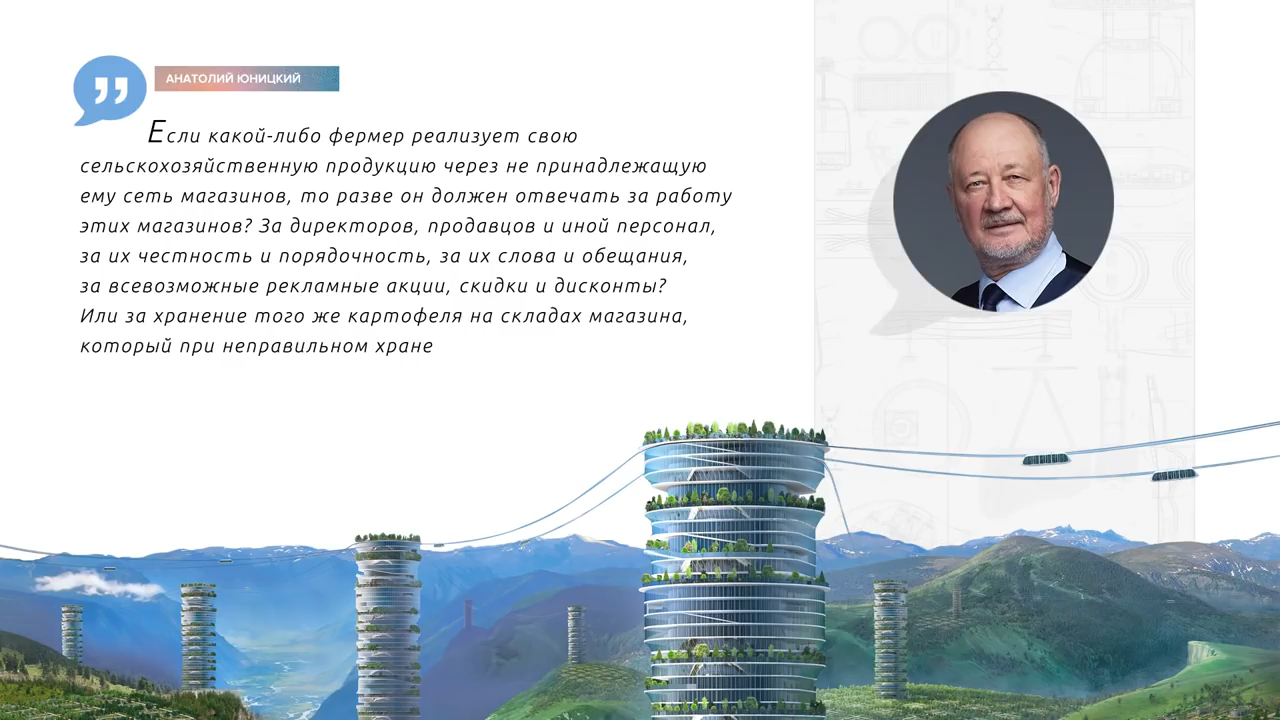 АНАТОЛИЙ ЮНИЦКИЙ
Если какой-либо фермер реализует свою
сельскохозяйственную продукцию через не принадлежащую
ему сеть магазинов, то разве он должен отвечать за работу
этих магазинов? За директоров, продавцов и иной персонал,
за их честность и порядочность, за их слова и обещания,
за всевозможные рекламные акции, скидки и дисконты?
Или за хранение того же картофеля на складах магазина,
который при неправильном хране